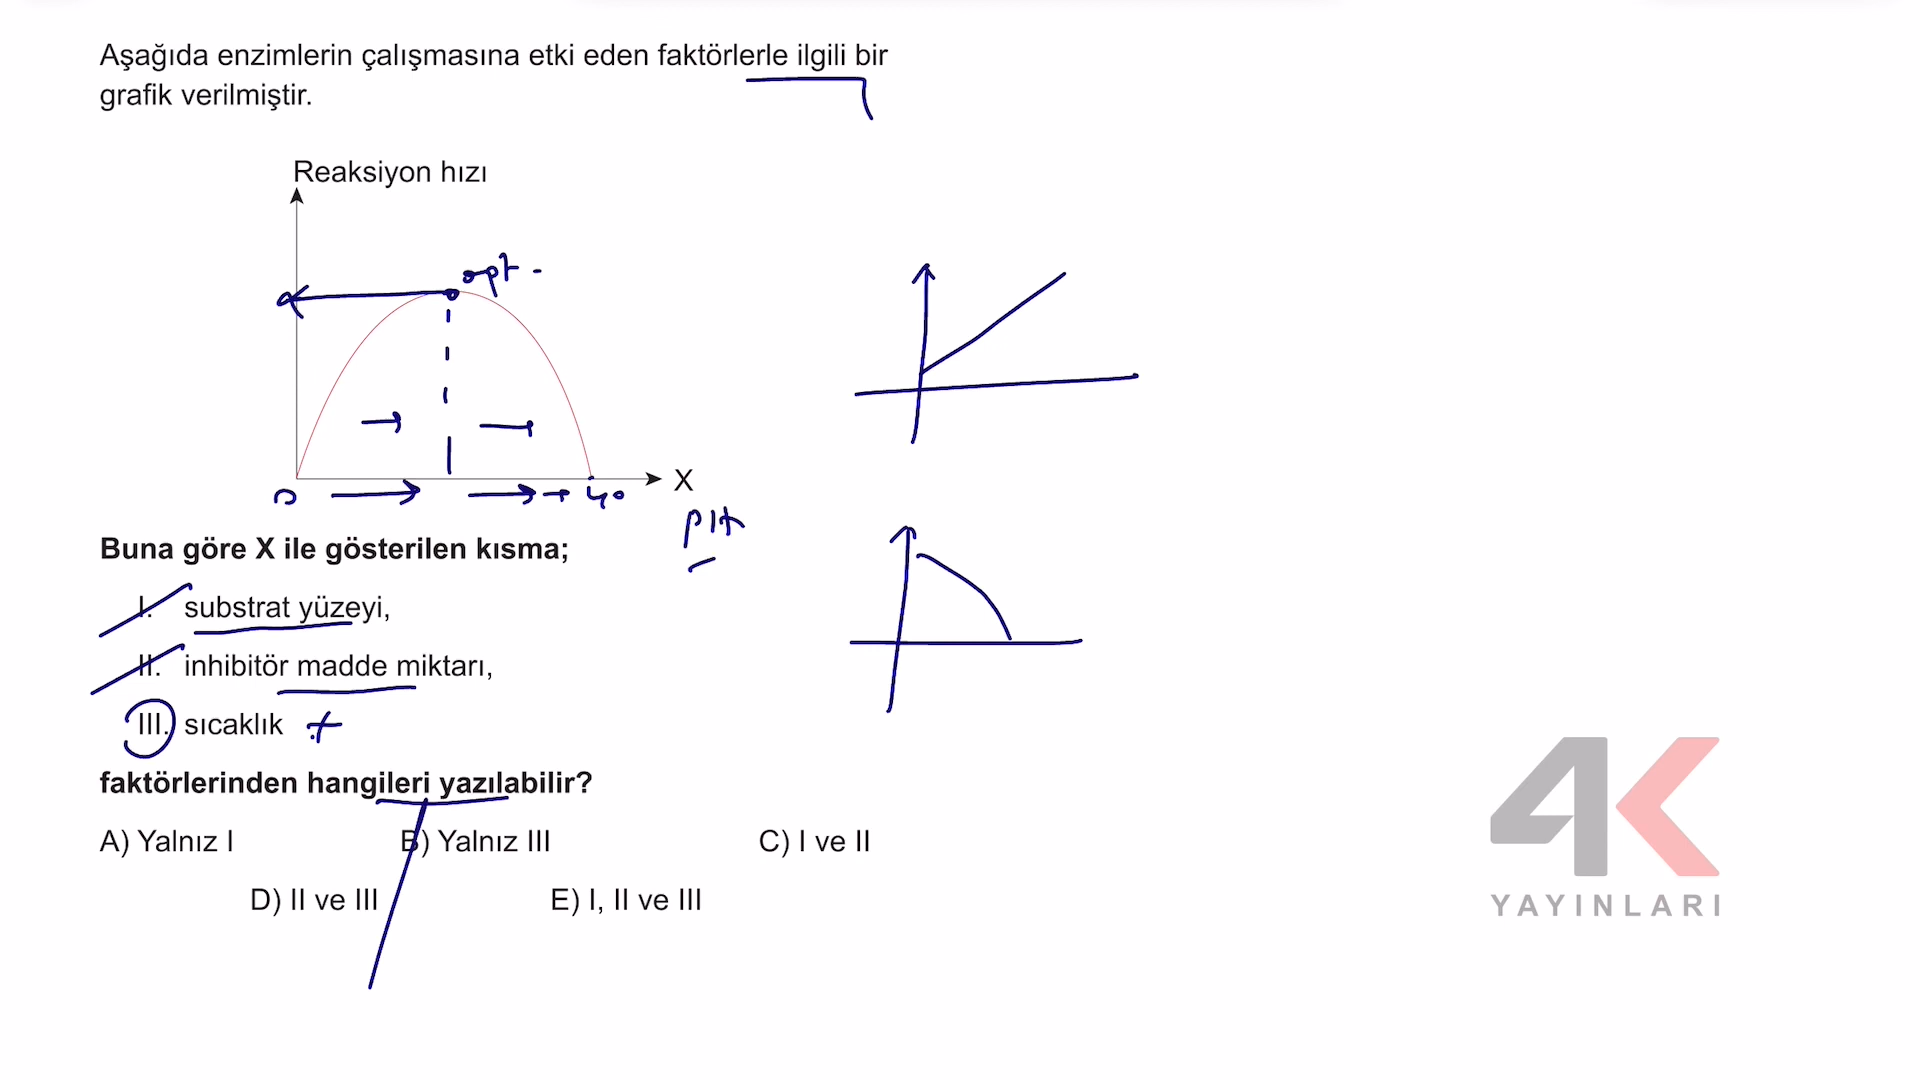 Aşağıda enzimlerin çalışmasına etki eden faktörlerle ilgili bir
grafik verilmiştir.
Reaksiyon hızı
opt.
X
0
40
pH
Buna göre X ile gösterilen kısma;
I. substrat yüzeyi,
II. inhibitör madde miktarı,
III. sıcaklık +
faktörlerinden hangileri yazılabilir?
A) Yalnız I B) Yalnız III C) I ve II
D) II ve III E) I, II ve III
4K
YAYINLARI